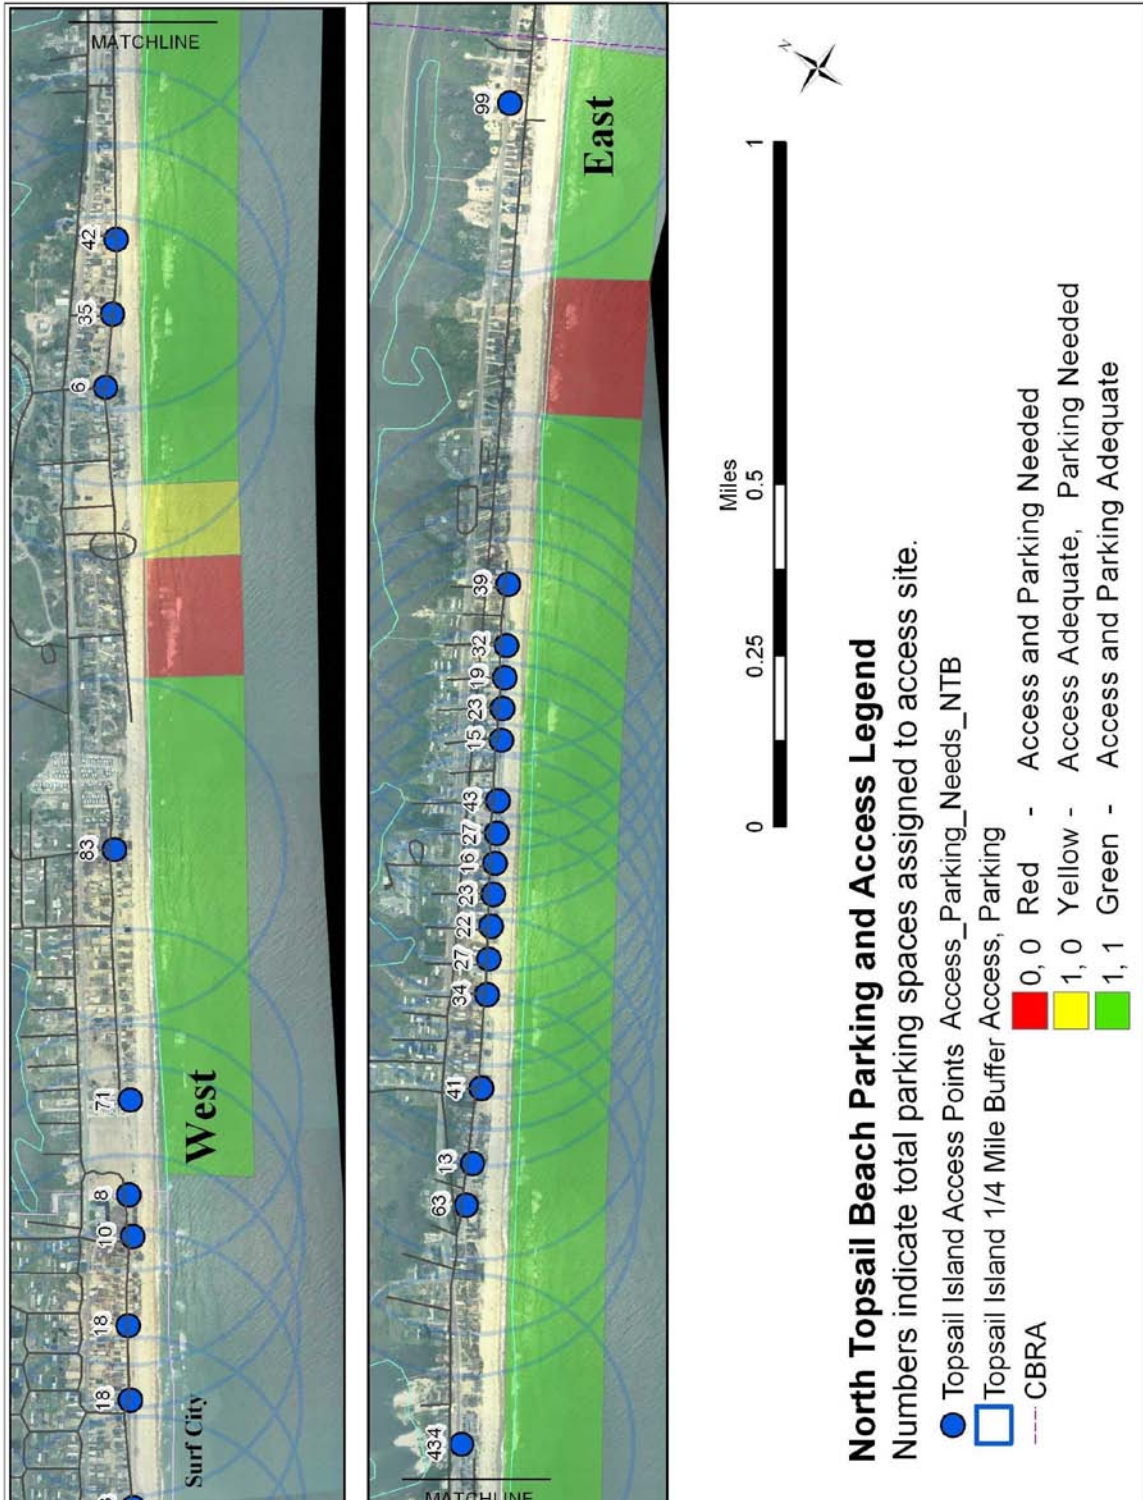 MATCHLINE
42
35
6
83
71
8
10
18
18
West
Surf City
99
East
39
32
19
23
15
43
27
16
23
22
27
34
41
13
63
434
MATCHLINE
N
Miles
0 0.25 0.5 1
North Topsail Beach Parking and Access Legend
Numbers indicate total parking spaces assigned to access site.
Topsail Island Access Points Access_Parking_Needs_NTB
Topsail Island 1/4 Mile Buffer Access, Parking
CBRA
0, 0 Red - Access and Parking Needed
1, 0 Yellow - Access Adequate, Parking Needed
1, 1 Green - Access and Parking Adequate